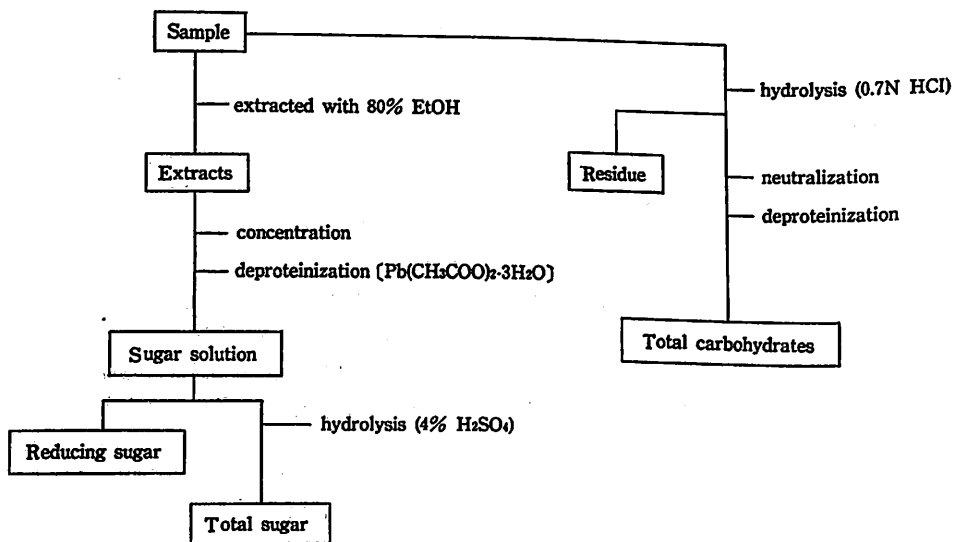 Sample
extracted with 80% EtOH
hydrolysis (0.7N HCl)
Extracts
Residue
neutralization
deproteinization
concentration
deproteinization [Pb(CH₃COO)₂·3H₂O]
Sugar solution
Total carbohydrates
hydrolysis (4% H₂SO₄)
Reducing sugar
Total sugar